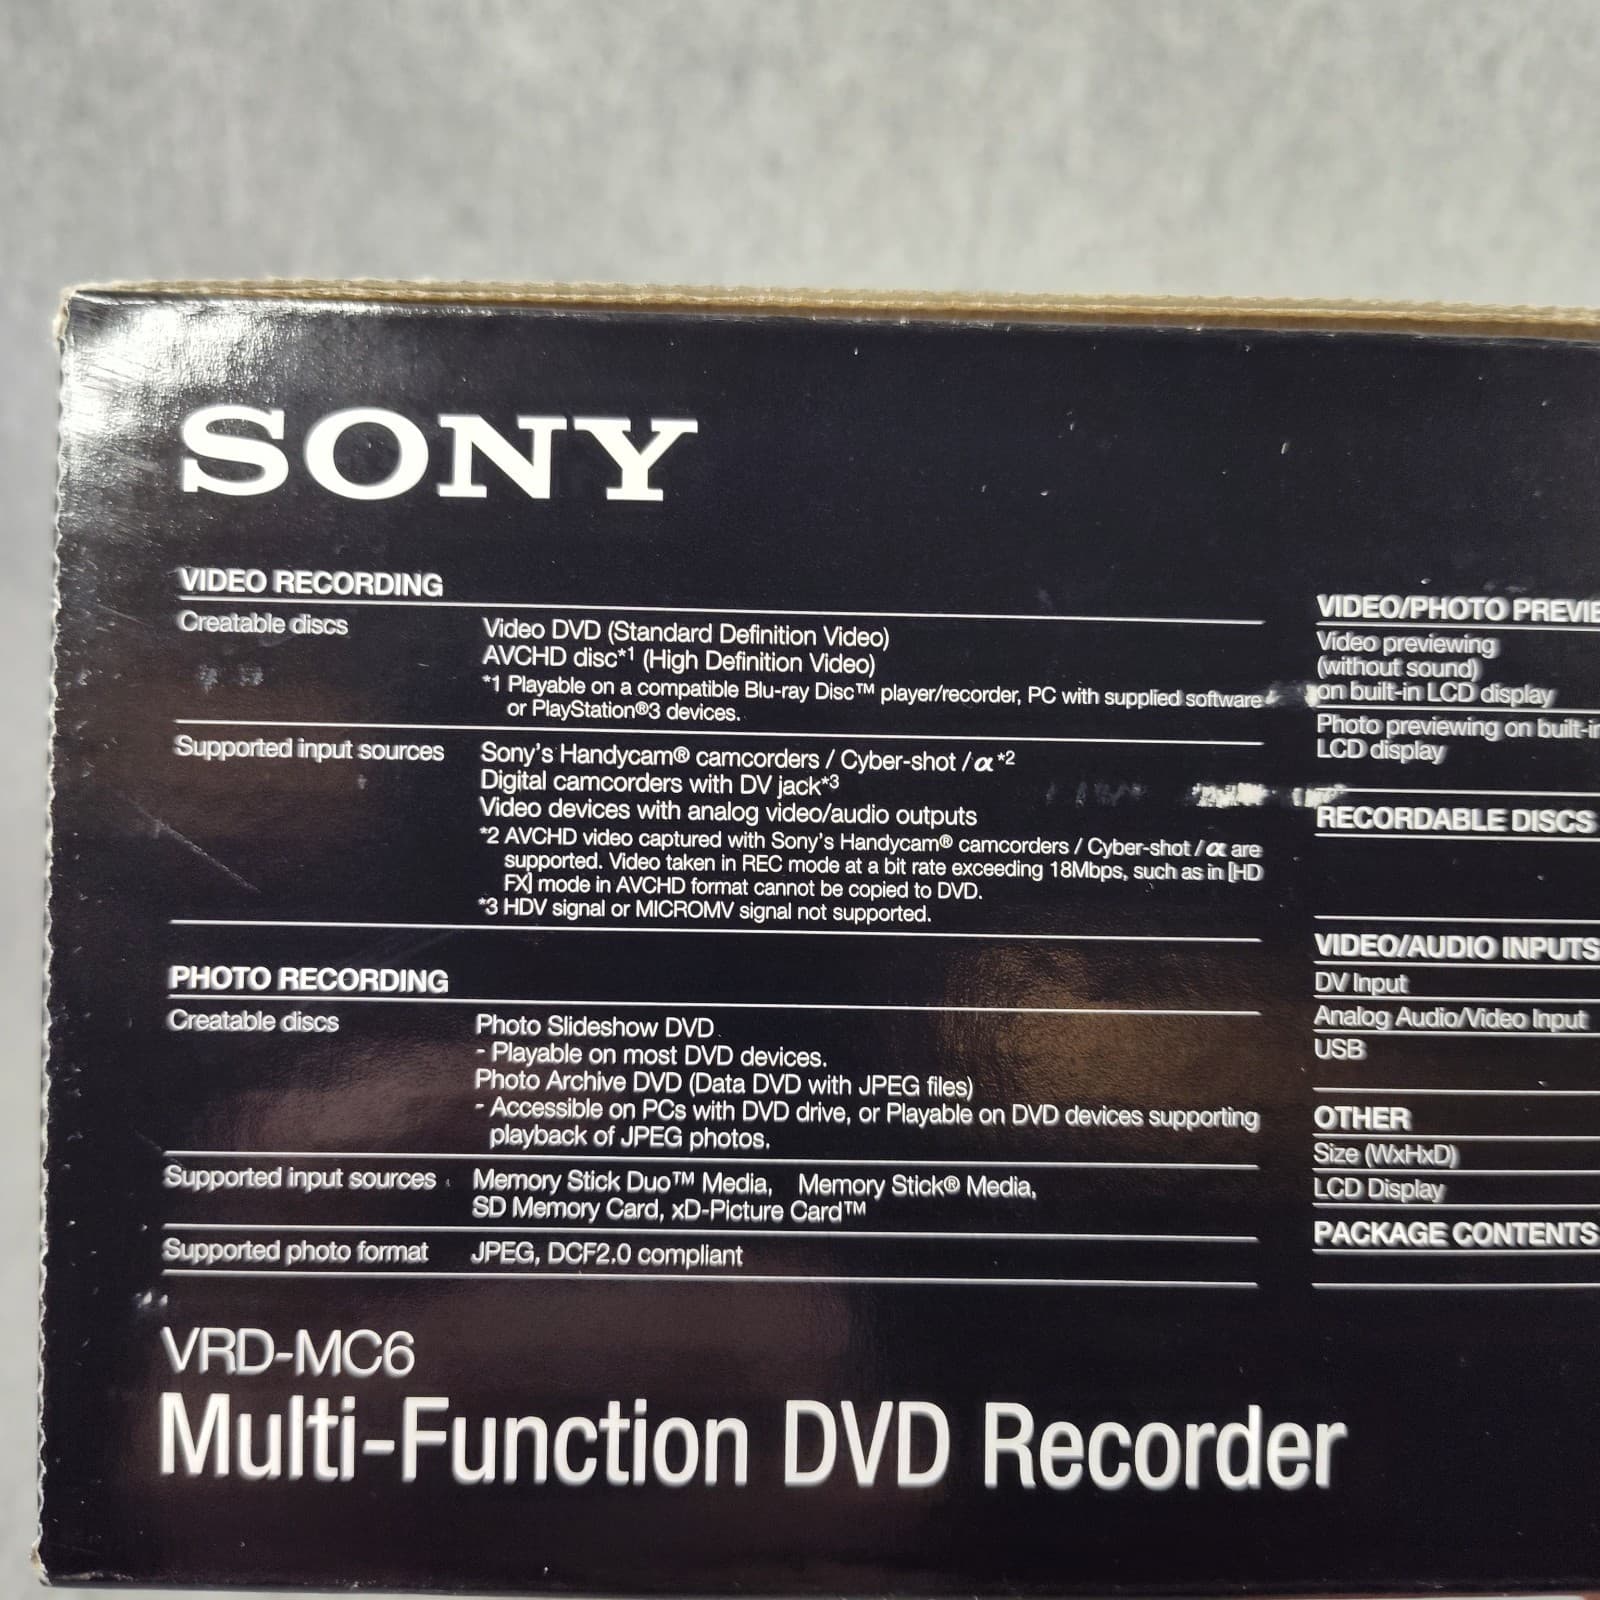 SONY
VIDEO RECORDING
Creatable discs
Video DVD (Standard Definition Video)
AVCHD disc*1 (High Definition Video)
*1 Playable on a compatible Blu-ray Disc™ player/recorder, PC with supplied software
or PlayStation®3 devices.
Supported input sources
Sony's Handycam® camcorders / Cyber-shot / α*2
Digital camcorders with DV jack*3
Video devices with analog video/audio outputs
*2 AVCHD video captured with Sony's Handycam® camcorders / Cyber-shot / α are
supported. Video taken in REC mode at a bit rate exceeding 18Mbps, such as in [HD
FX] mode in AVCHD format cannot be copied to DVD.
*3 HDV signal or MICROMV signal not supported.
PHOTO RECORDING
Creatable discs
Photo Slideshow DVD
- Playable on most DVD devices.
Photo Archive DVD (Data DVD with JPEG files)
- Accessible on PCs with DVD drive, or Playable on DVD devices supporting
playback of JPEG photos.
Supported input sources
Memory Stick Duo™ Media, Memory Stick® Media,
SD Memory Card, xD-Picture Card™
Supported photo format
JPEG, DCF2.0 compliant
VIDEO/PHOTO PREVIE
Video previewing
(without sound)
on built-in LCD display
Photo previewing on built-in
LCD display
RECORDABLE DISCS
VIDEO/AUDIO INPUTS
DV Input
Analog Audio/Video Input
USB
OTHER
Size (WxHxD)
LCD Display
PACKAGE CONTENTS
VRD-MC6
Multi-Function DVD Recorder